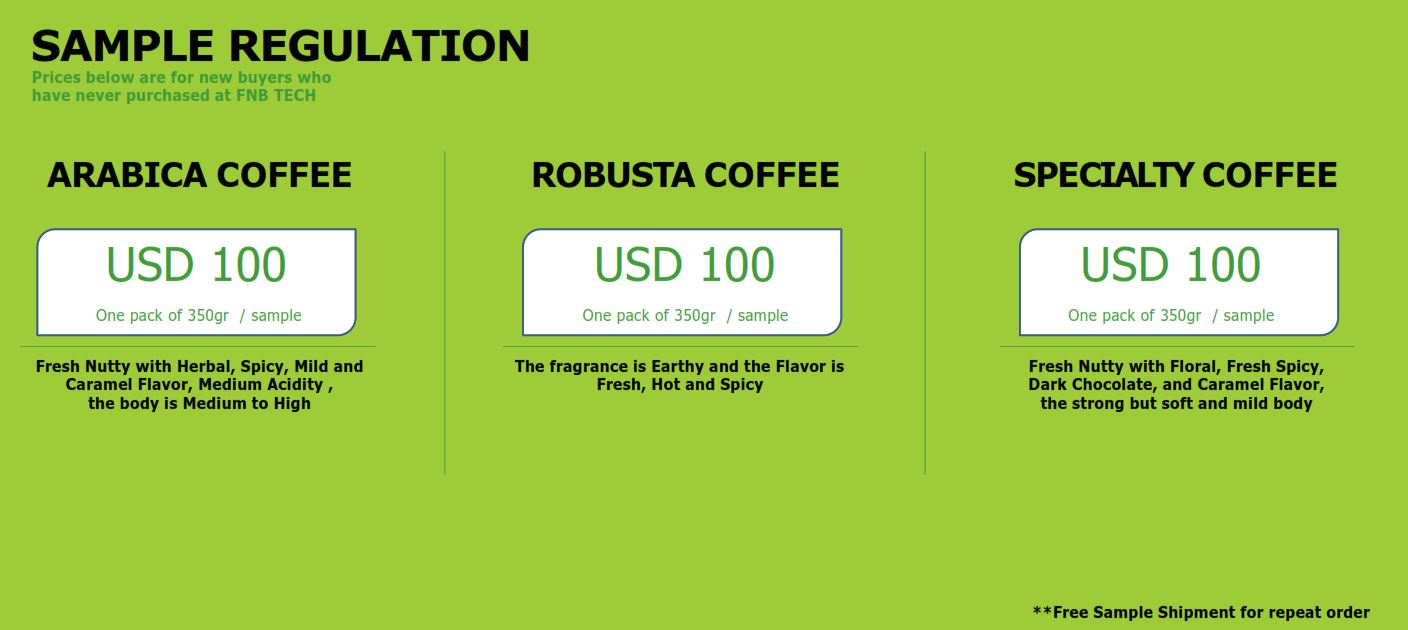 SAMPLE REGULATION
Prices below are for new buyers who
have never purchased at FNB TECH
ARABICA COFFEE
USD 100
One pack of 350gr / sample
Fresh Nutty with Herbal, Spicy, Mild and
Caramel Flavor, Medium Acidity ,
the body is Medium to High
ROBUSTA COFFEE
USD 100
One pack of 350gr / sample
The fragrance is Earthy and the Flavor is
Fresh, Hot and Spicy
SPECIALTY COFFEE
USD 100
One pack of 350gr / sample
Fresh Nutty with Floral, Fresh Spicy,
Dark Chocolate, and Caramel Flavor,
the strong but soft and mild body
**Free Sample Shipment for repeat order